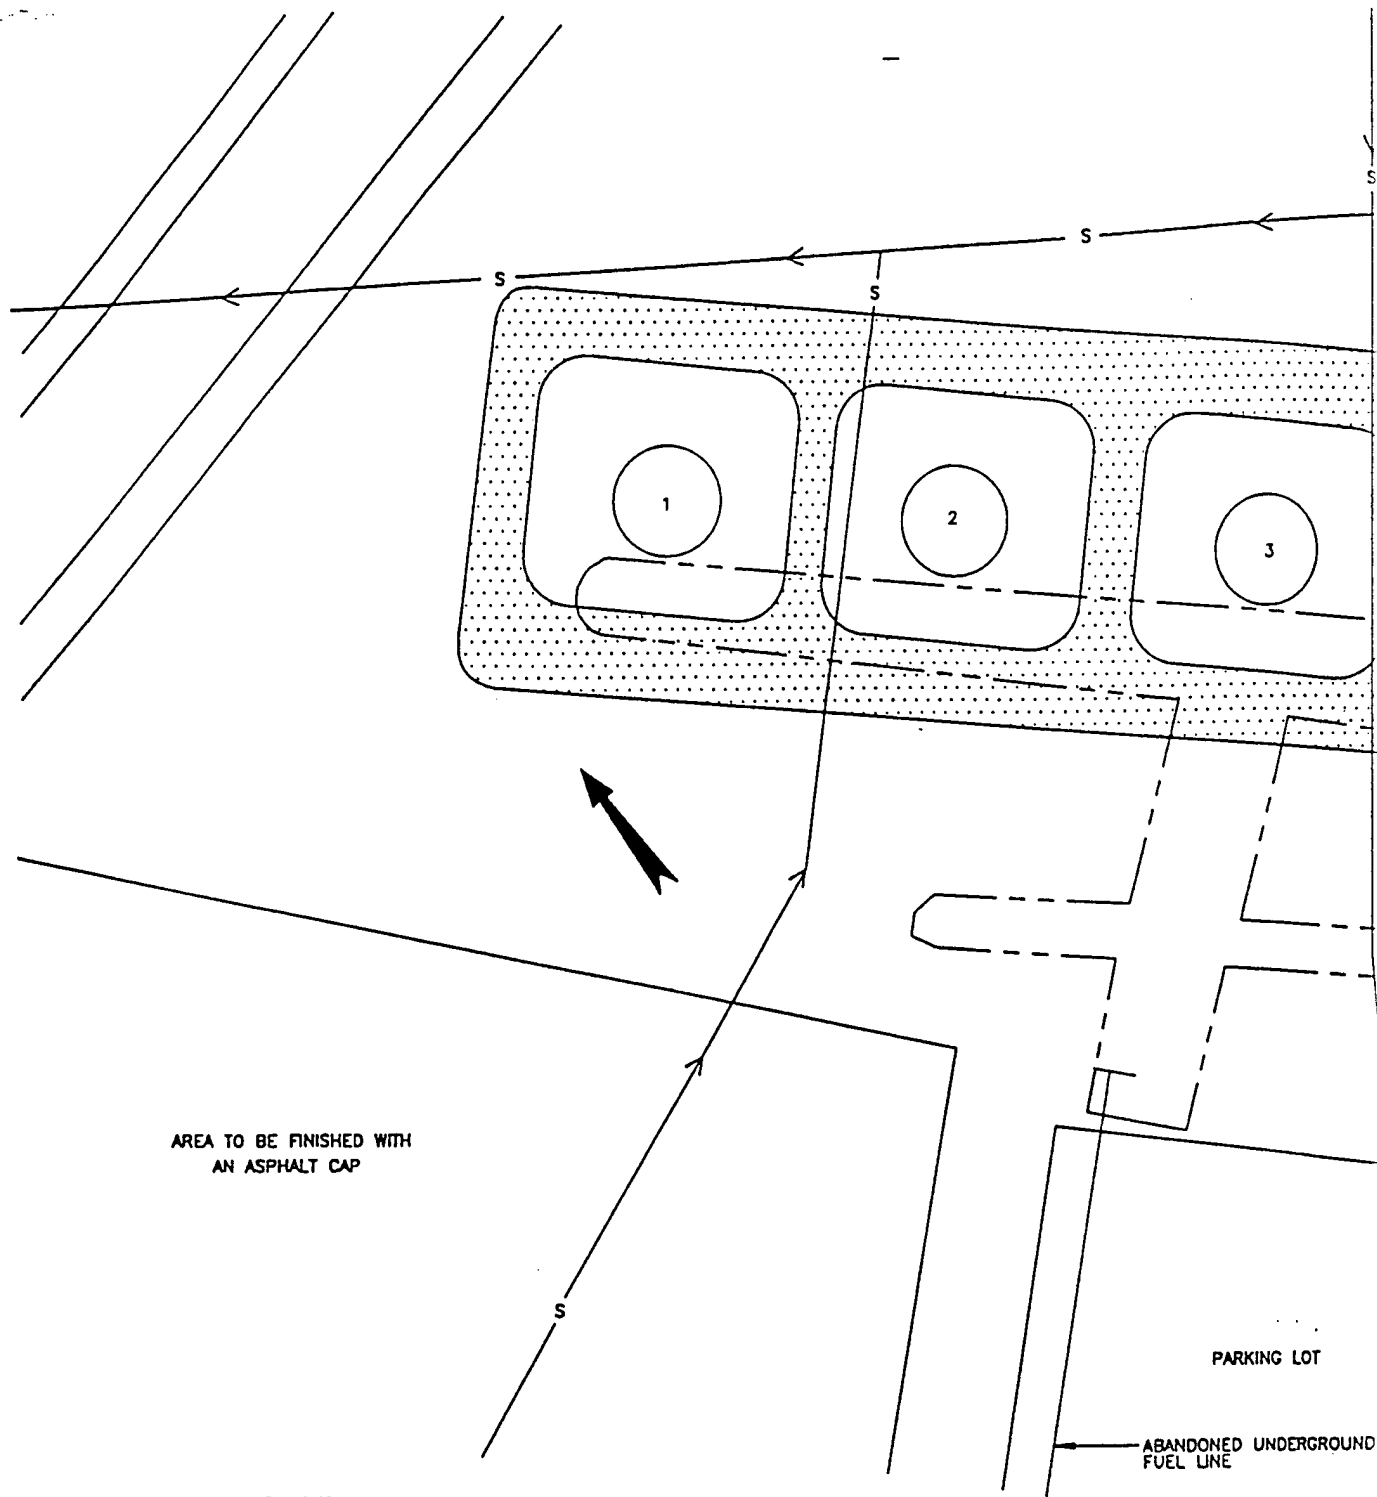 S
S
S
S
1
2
3
AREA TO BE FINISHED WITH
AN ASPHALT CAP
S
PARKING LOT
ABANDONED UNDERGROUND
FUEL LINE